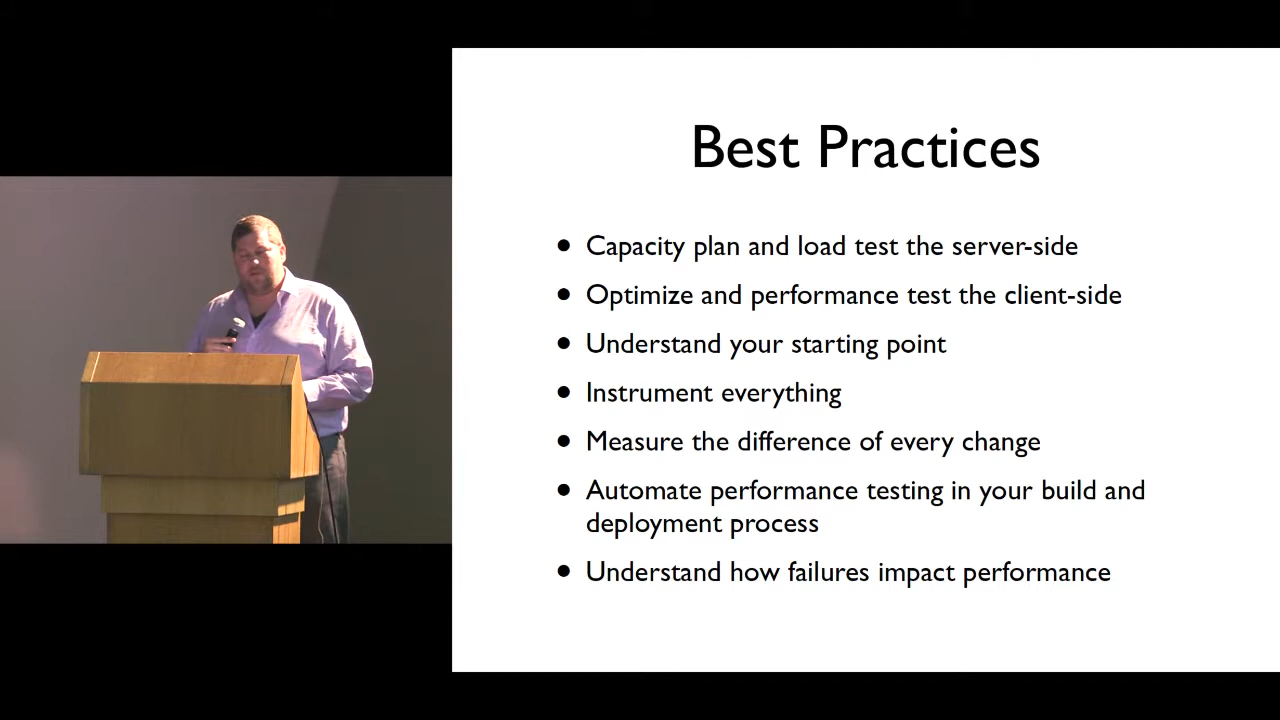 Best Practices
• Capacity plan and load test the server-side
• Optimize and performance test the client-side
• Understand your starting point
• Instrument everything
• Measure the difference of every change
• Automate performance testing in your build and
deployment process
• Understand how failures impact performance